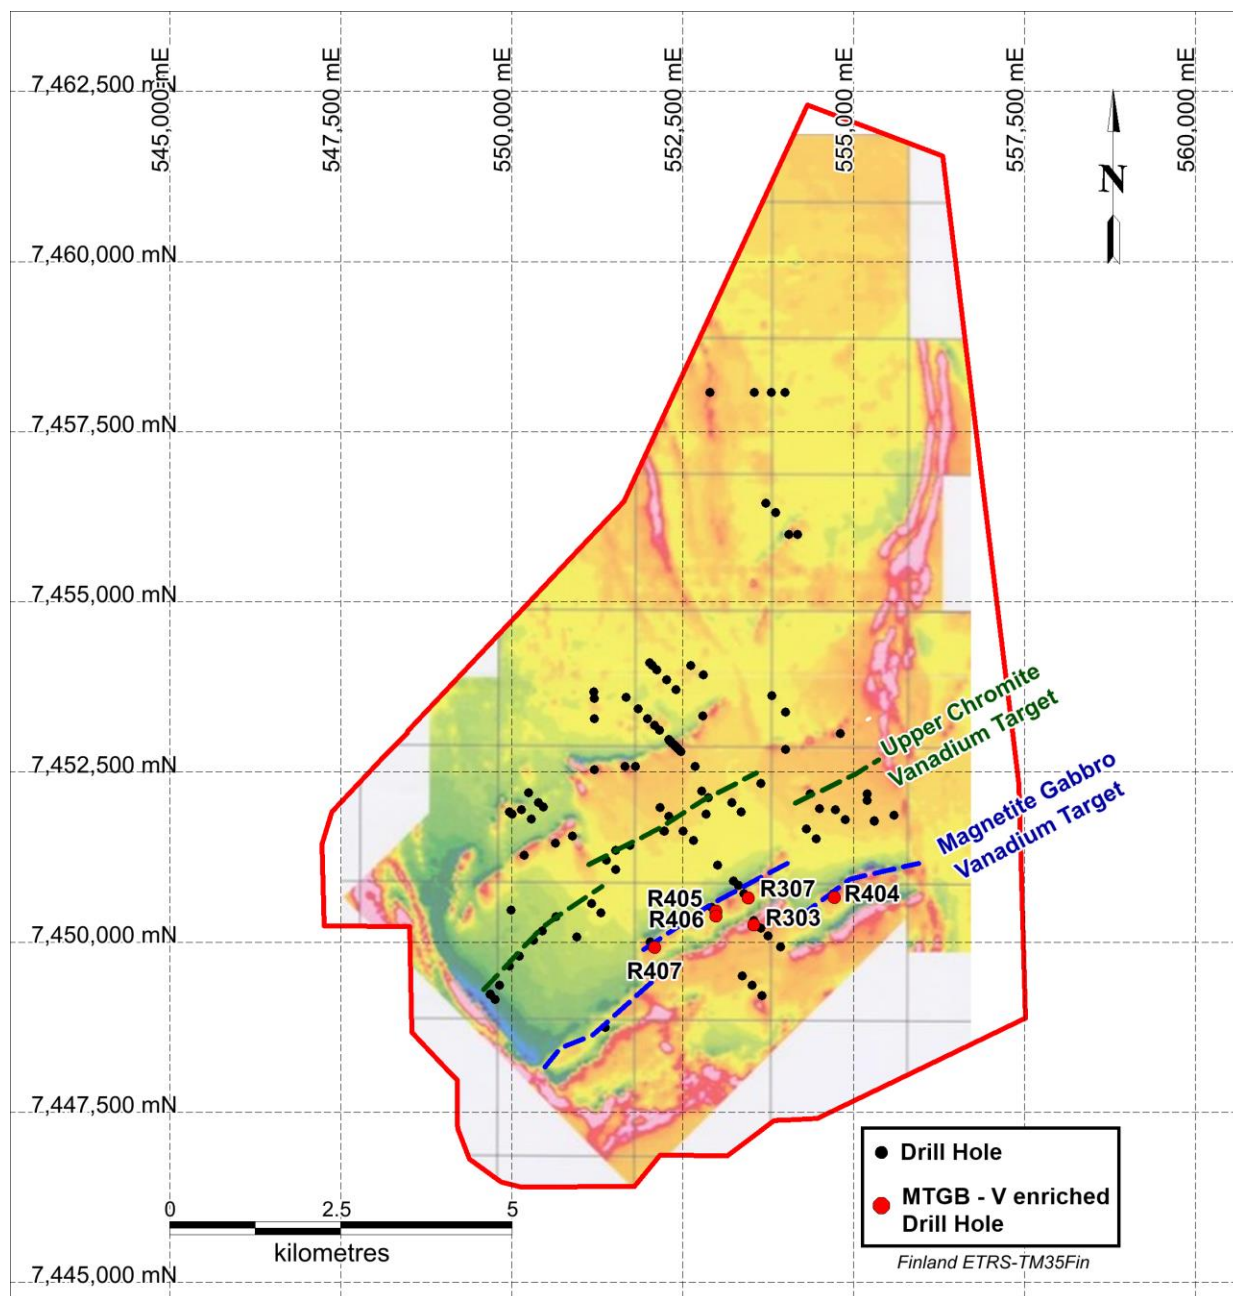 545,000 mE
547,500 mE
550,000 mE
552,500 mE
555,000 mE
557,500 mE
560,000 mE
7,462,500 mN
N
7,460,000 mN
7,457,500 mN
7,455,000 mN
Upper Chromite
Vanadium Target
7,452,500 mN
Magnetite Gabbro
Vanadium Target
R405
R307
R404
R406
R303
7,450,000 mN
R407
7,447,500 mN
Drill Hole
MTGB - V enriched
Drill Hole
0 2.5 5
kilometres
Finland ETRS-TM35Fin
7,445,000 mN